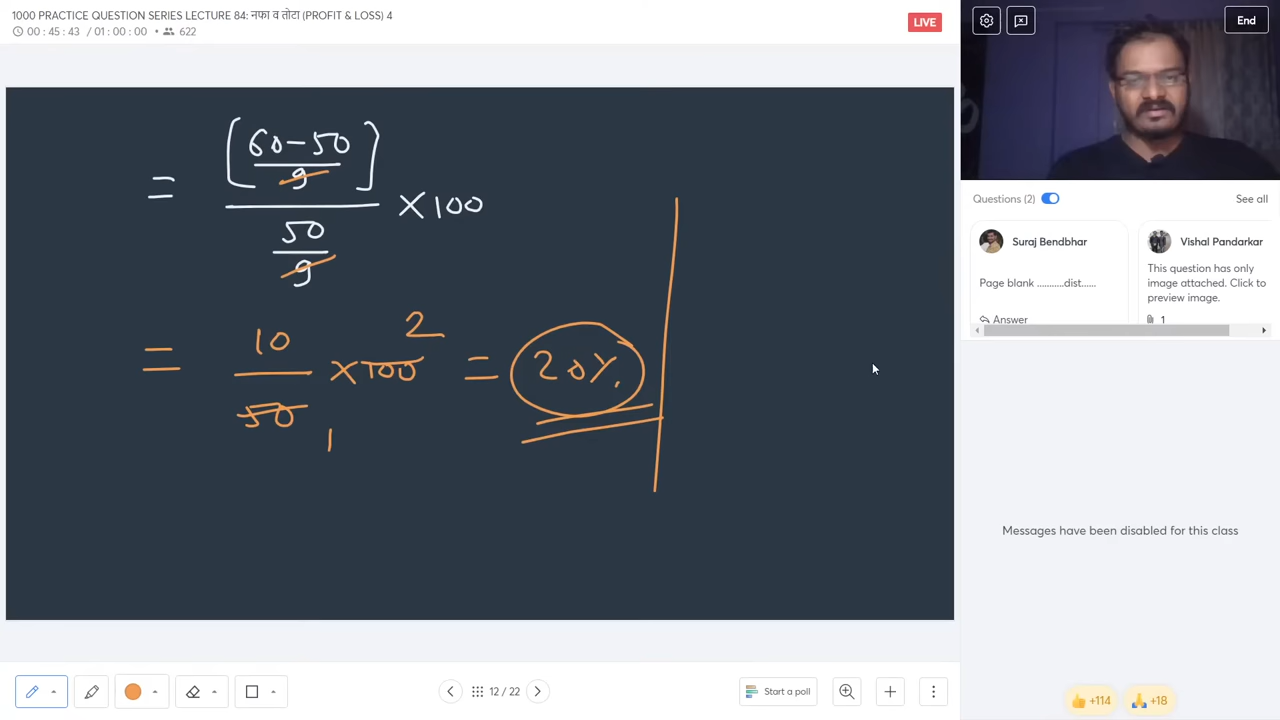 1000 PRACTICE QUESTION SERIES LECTURE 84: नफा व तोटा (PROFIT & LOSS) 4
00 : 45 : 43 / 01 : 00 : 00 • 622
LIVE
End
= [60-50/9] / 50/9 × 100
= 10/50 × 100 = 20%
2
1
Questions (2)
See all
Suraj Bendbhar
Page blank ...........dist......
Answer
Vishal Pandarkar
This question has only
image attached. Click to
preview image.
1
Messages have been disabled for this class
12 / 22
Start a poll
+114
+18